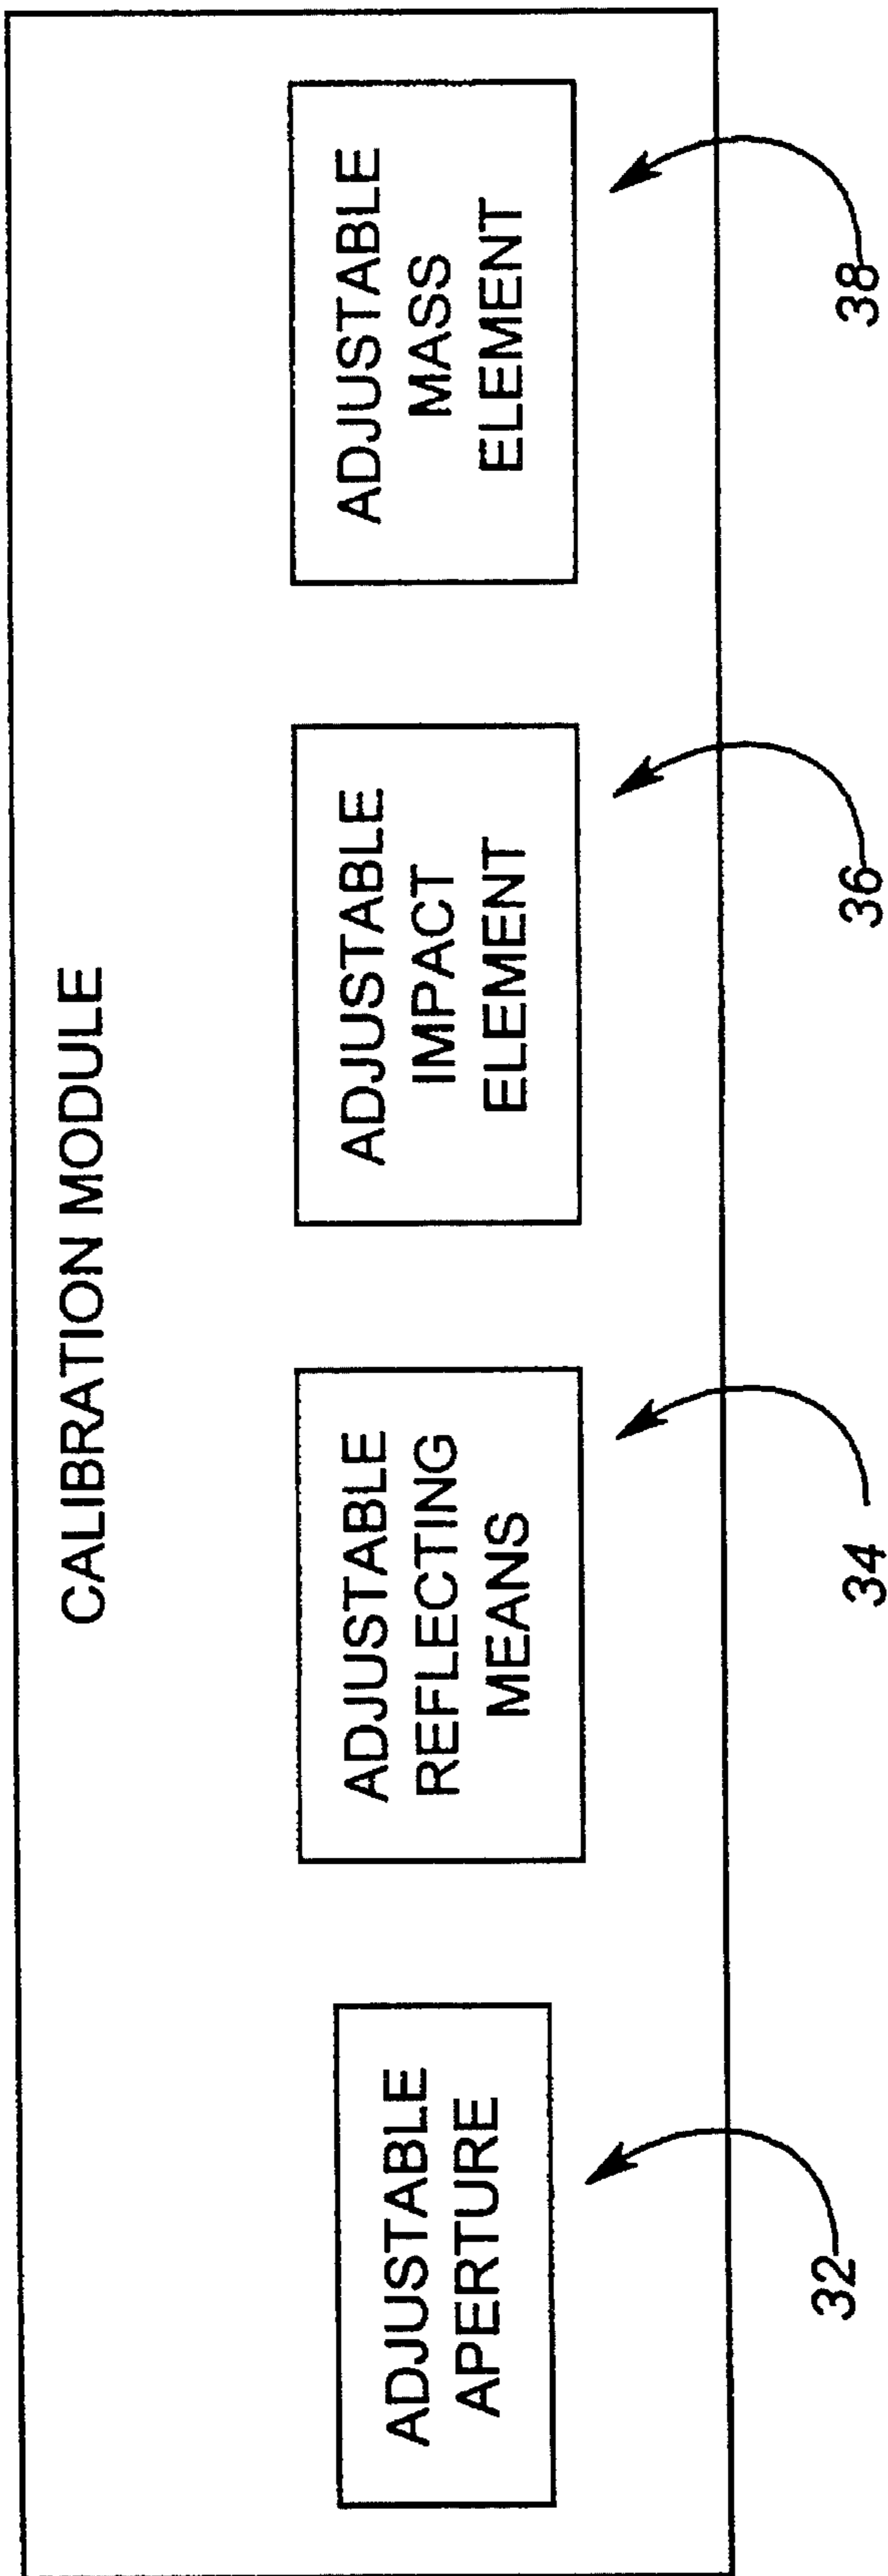 CALIBRATION MODULE
ADJUSTABLE
APERTURE
32
ADJUSTABLE
REFLECTING
MEANS
34
ADJUSTABLE
IMPACT
ELEMENT
36
ADJUSTABLE
MASS
ELEMENT
38